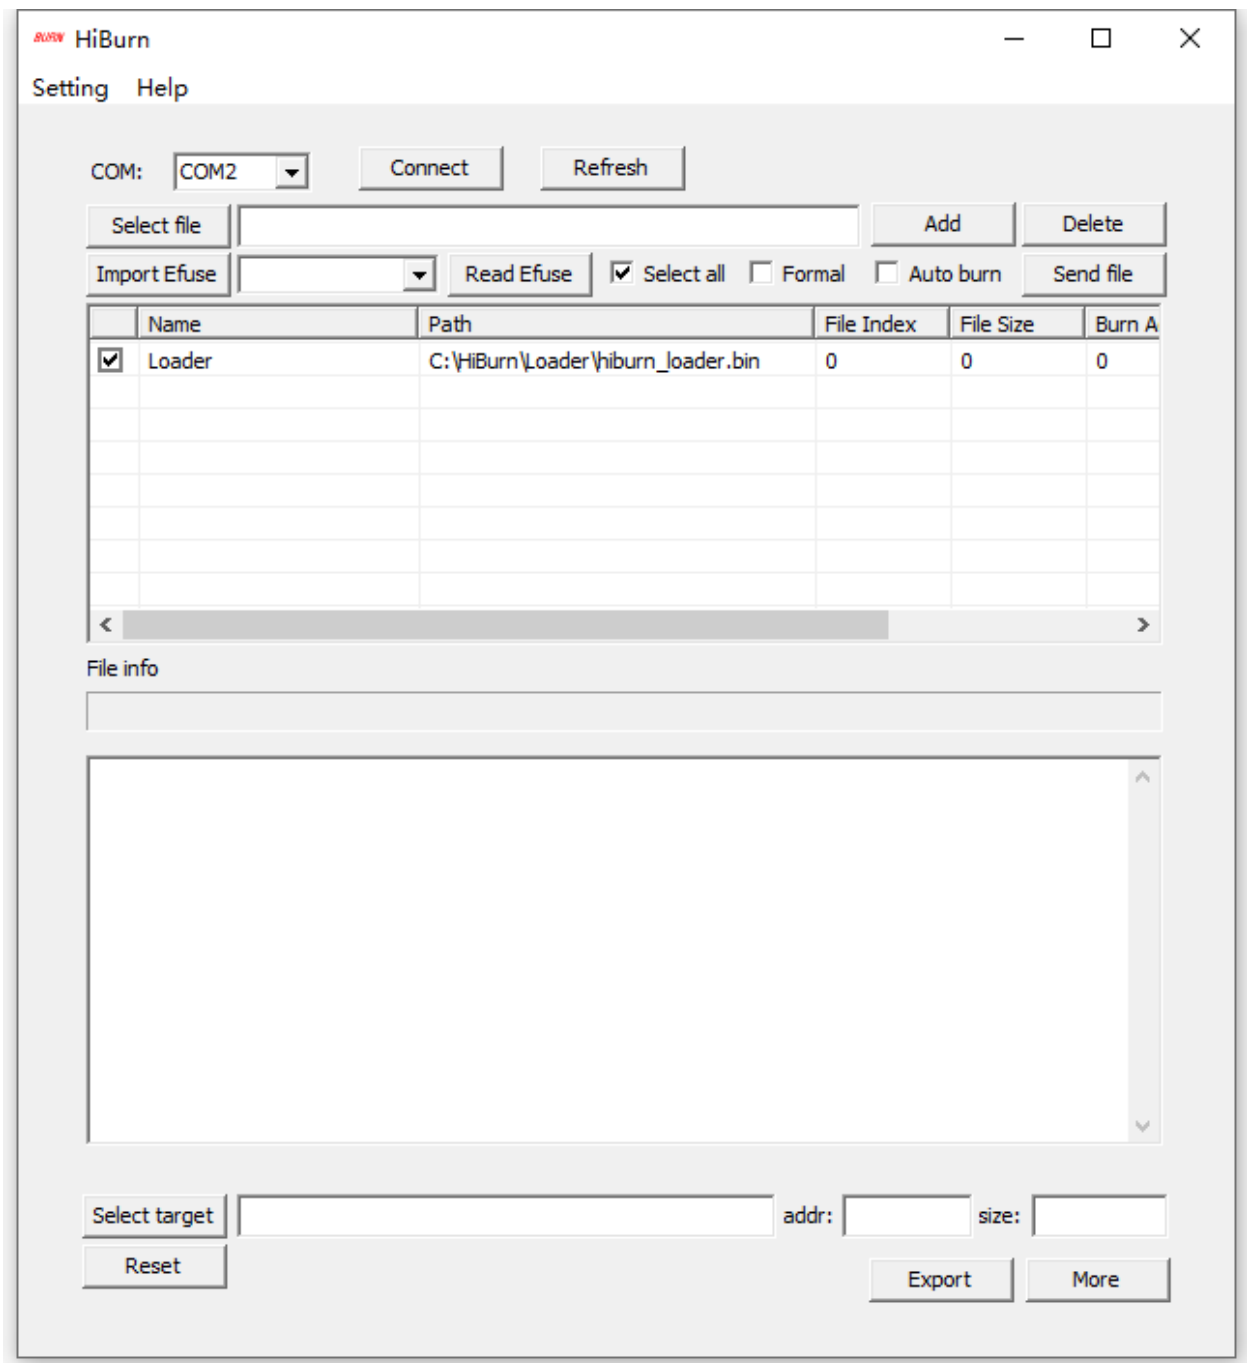 BURN HiBurn
Setting Help
COM: COM2 Connect Refresh
Select file Add Delete
Import Efuse Read Efuse Select all Formal Auto burn Send file
Name Path File Index File Size Burn A
Loader C:\HiBurn\Loader\hiburn_loader.bin 0 0 0
File info
Select target addr: size:
Reset
Export More